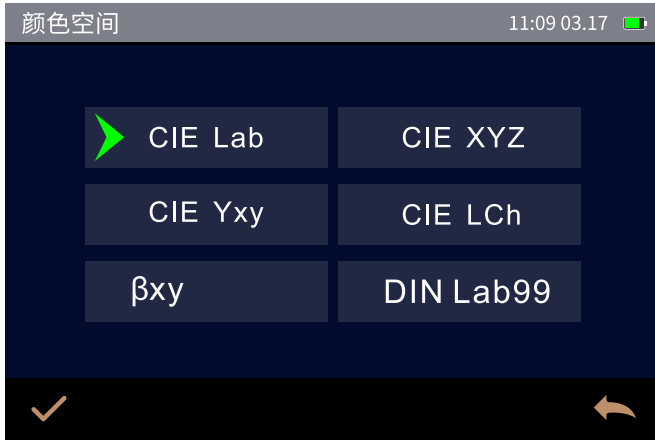 颜色空间 11:09 03.17
CIE Lab CIE XYZ
CIE Yxy CIE LCh
βxy DIN Lab99